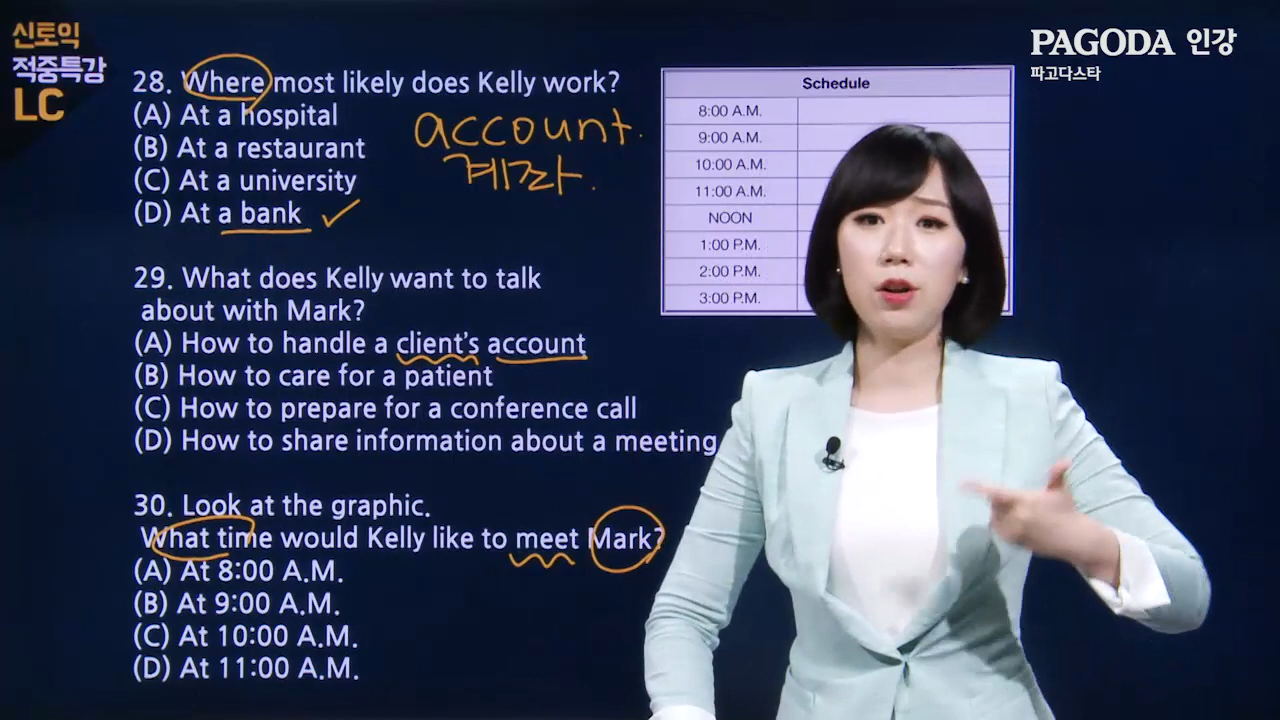 신토익
적중특강
LC
PAGODA 인강
파고다스타
28. Where most likely does Kelly work?
(A) At a hospital
(B) At a restaurant
(C) At a university
(D) At a bank
account.
계좌.
29. What does Kelly want to talk
about with Mark?
(A) How to handle a client's account
(B) How to care for a patient
(C) How to prepare for a conference call
(D) How to share information about a meeting
30. Look at the graphic.
What time would Kelly like to meet Mark?
(A) At 8:00 A.M.
(B) At 9:00 A.M.
(C) At 10:00 A.M.
(D) At 11:00 A.M.
Schedule
8:00 A.M.
9:00 A.M.
10:00 A.M.
11:00 A.M.
NOON
1:00 P.M.
2:00 P.M.
3:00 P.M.